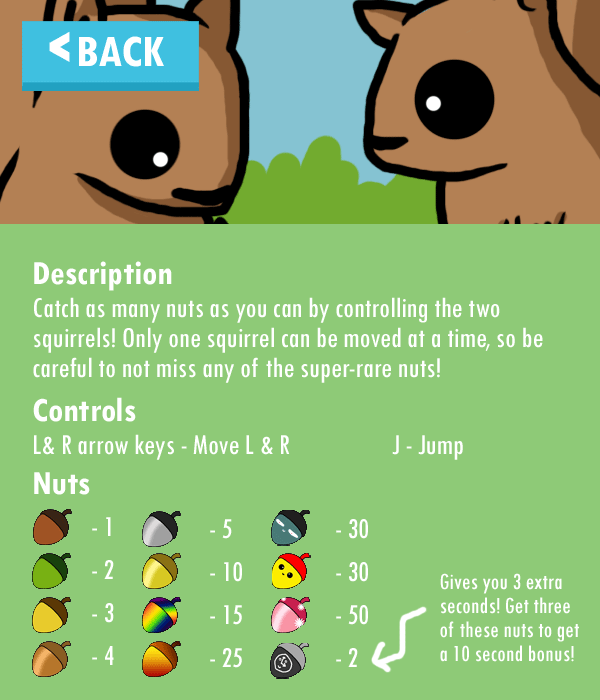 < BACK
Description
Catch as many nuts as you can by controlling the two
squirrels! Only one squirrel can be moved at a time, so be
careful to not miss any of the super-rare nuts!
Controls
L& R arrow keys - Move L & R J - Jump
Nuts
- 1 - 5 - 30
- 2 - 10 - 30
- 3 - 15 - 50
- 4 - 25 - 2
Gives you 3 extra
seconds! Get three
of these nuts to get
a 10 second bonus!